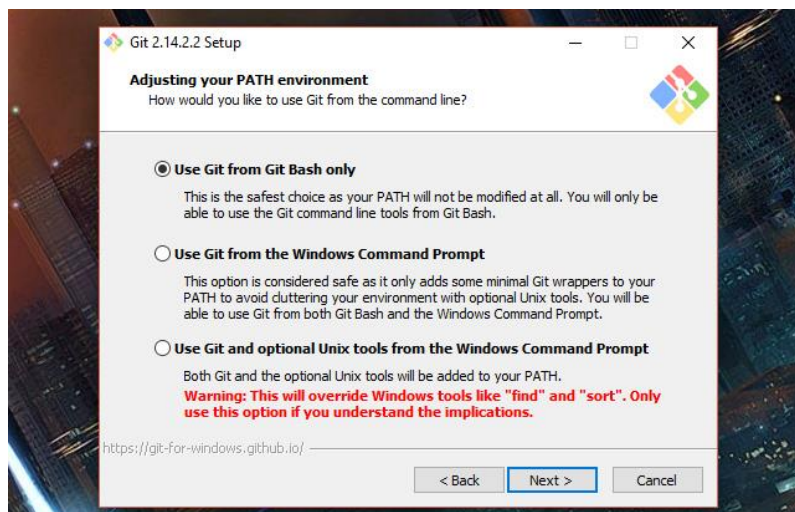 Git 2.14.2.2 Setup
Adjusting your PATH environment
How would you like to use Git from the command line?
Use Git from Git Bash only
This is the safest choice as your PATH will not be modified at all. You will only be
able to use the Git command line tools from Git Bash.
Use Git from the Windows Command Prompt
This option is considered safe as it only adds some minimal Git wrappers to your
PATH to avoid cluttering your environment with optional Unix tools. You will be
able to use Git from both Git Bash and the Windows Command Prompt.
Use Git and optional Unix tools from the Windows Command Prompt
Both Git and the optional Unix tools will be added to your PATH.
Warning: This will override Windows tools like "find" and "sort". Only
use this option if you understand the implications.
https://git-for-windows.github.io/
< Back Next > Cancel